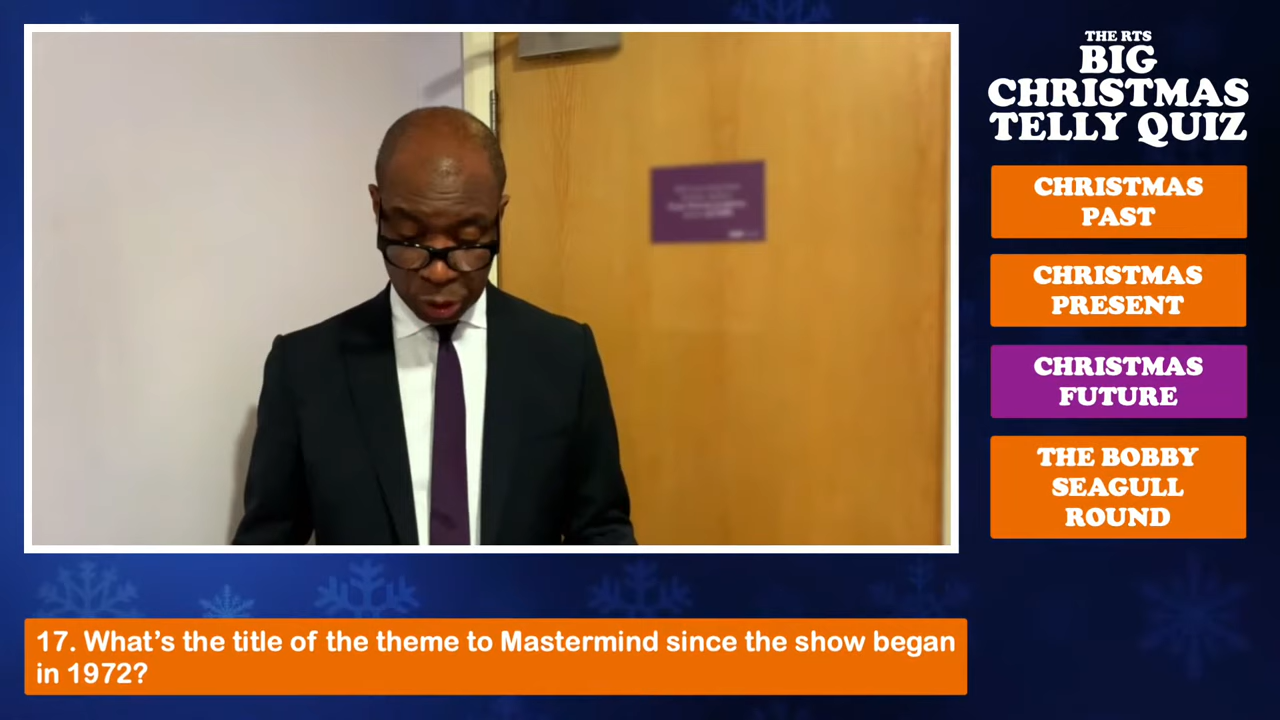 THE RTS
BIG
CHRISTMAS
TELLY QUIZ
CHRISTMAS
PAST
CHRISTMAS
PRESENT
CHRISTMAS
FUTURE
THE BOBBY
SEAGULL
ROUND
17. What's the title of the theme to Mastermind since the show began
in 1972?